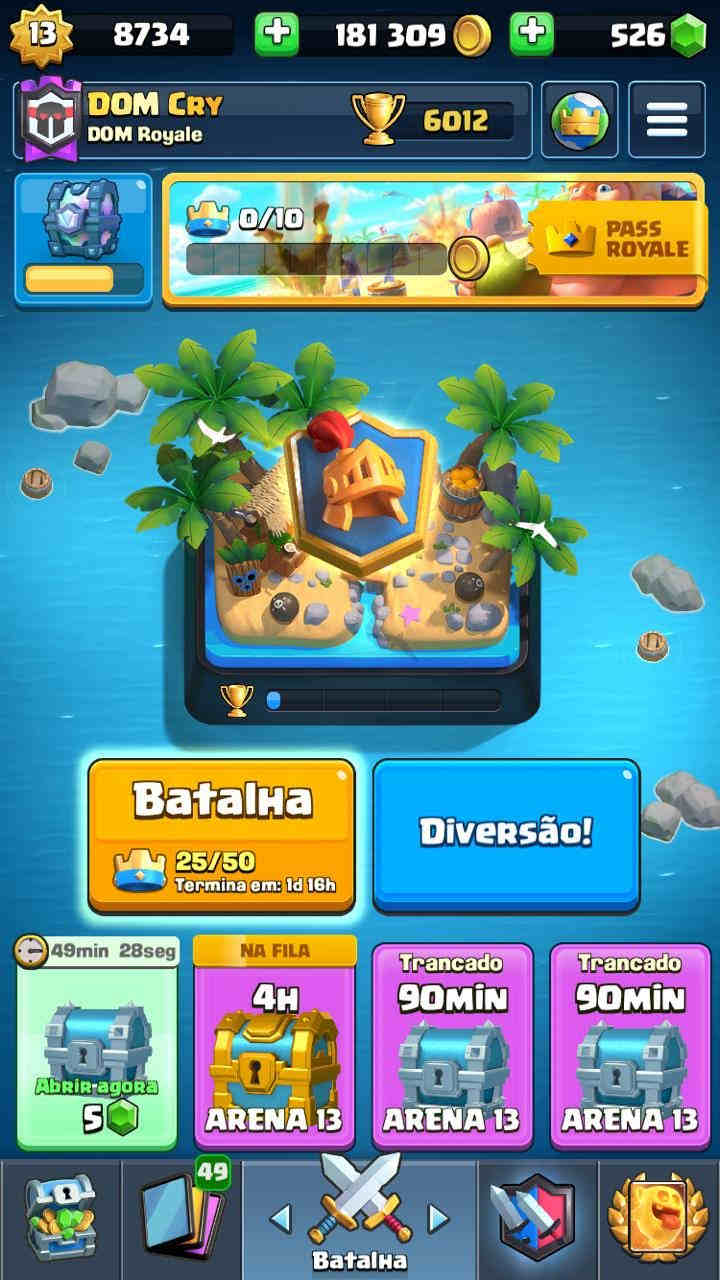 13
8734
181 309
526
DOM Cry
DOM Royale
6012
0/10
PASS
ROYALE
Batalha
25/50
Termina em: 1d 16h
Diversão!
49min 28seg
Abrir agora
5
NA FILA
4H
ARENA 13
Trancado
90MIN
ARENA 13
Trancado
90MIN
ARENA 13
49
Batalha